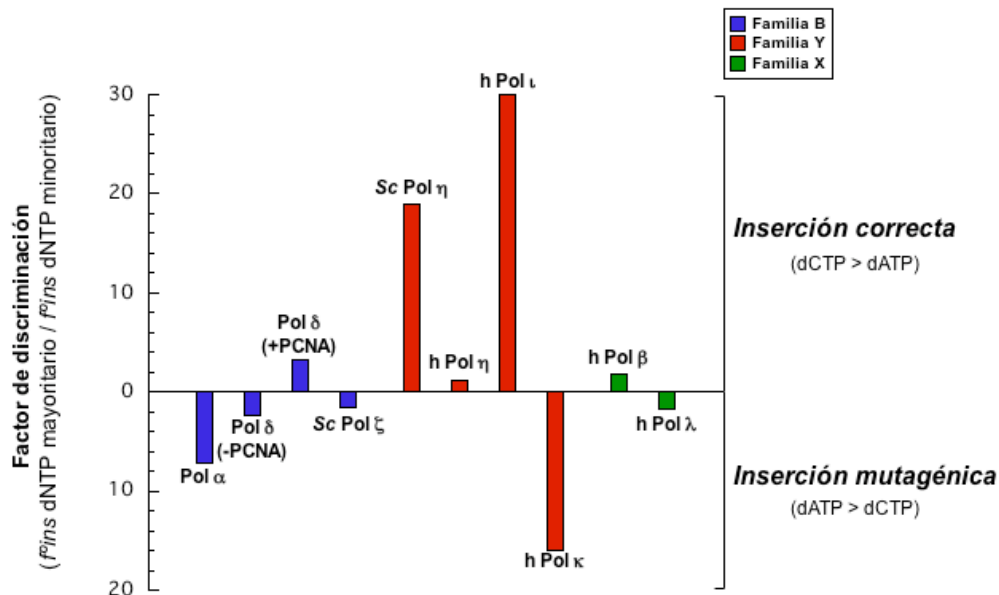 Familia B
Familia Y
Familia X
Factor de discriminación
(fºins dNTP mayoritario / fºins dNTP minoritario)
30
20
10
0
10
20
h Pol ι
Sc Pol η
Pol δ
(+PCNA)
h Pol η
h Pol β
Pol δ
(-PCNA)
Pol α
Sc Pol ζ
h Pol λ
h Pol κ
Inserción correcta
(dCTP > dATP)
Inserción mutagénica
(dATP > dCTP)